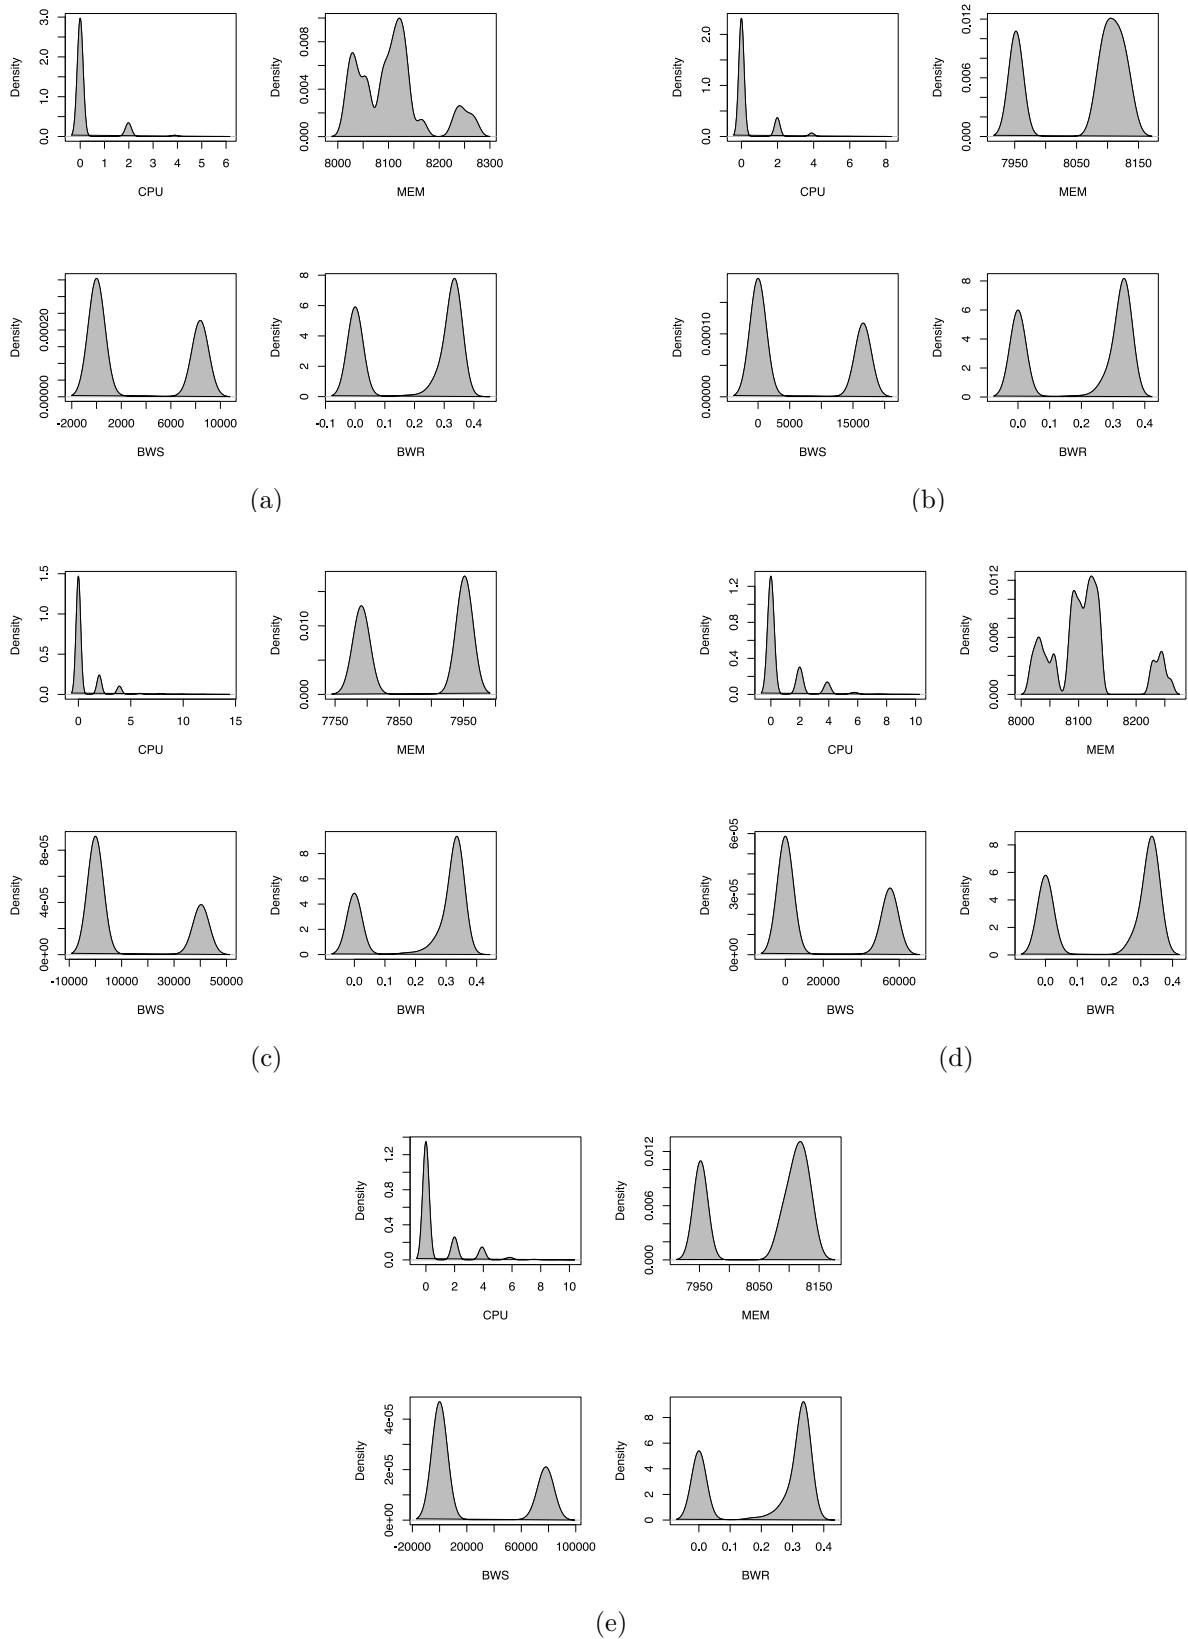 Density
0.0 1.0 2.0 3.0
0 1 2 3 4 5 6
CPU
Density
0.000 0.004 0.008
8000 8100 8200 8300
MEM
Density
0.00000 0.00020
-2000 2000 6000 10000
BWS
Density
0 2 4 6 8
-0.1 0.0 0.1 0.2 0.3 0.4
BWR
(a)
Density
0.0 1.0 2.0
0 2 4 6 8
CPU
Density
0.000 0.006 0.012
7950 8050 8150
MEM
Density
0.00000 0.00010
0 5000 15000
BWS
Density
0 2 4 6 8
0.0 0.1 0.2 0.3 0.4
BWR
(b)
Density
0.0 0.5 1.0 1.5
0 5 10 15
CPU
Density
0.000 0.010
7750 7850 7950
MEM
Density
0e+00 4e-05 8e-05
-10000 10000 30000 50000
BWS
Density
0 2 4 6 8
0.0 0.1 0.2 0.3 0.4
BWR
(c)
Density
0.0 0.4 0.8 1.2
0 2 4 6 8 10
CPU
Density
0.000 0.006 0.012
8000 8100 8200
MEM
Density
0e+00 3e-05 6e-05
0 20000 60000
BWS
Density
0 2 4 6 8
0.0 0.1 0.2 0.3 0.4
BWR
(d)
Density
0.0 0.4 0.8 1.2
0 2 4 6 8 10
CPU
Density
0.000 0.006 0.012
7950 8050 8150
MEM
Density
0e+00 2e-05 4e-05
-20000 20000 60000 100000
BWS
Density
0 2 4 6 8
0.0 0.1 0.2 0.3 0.4
BWR
(e)